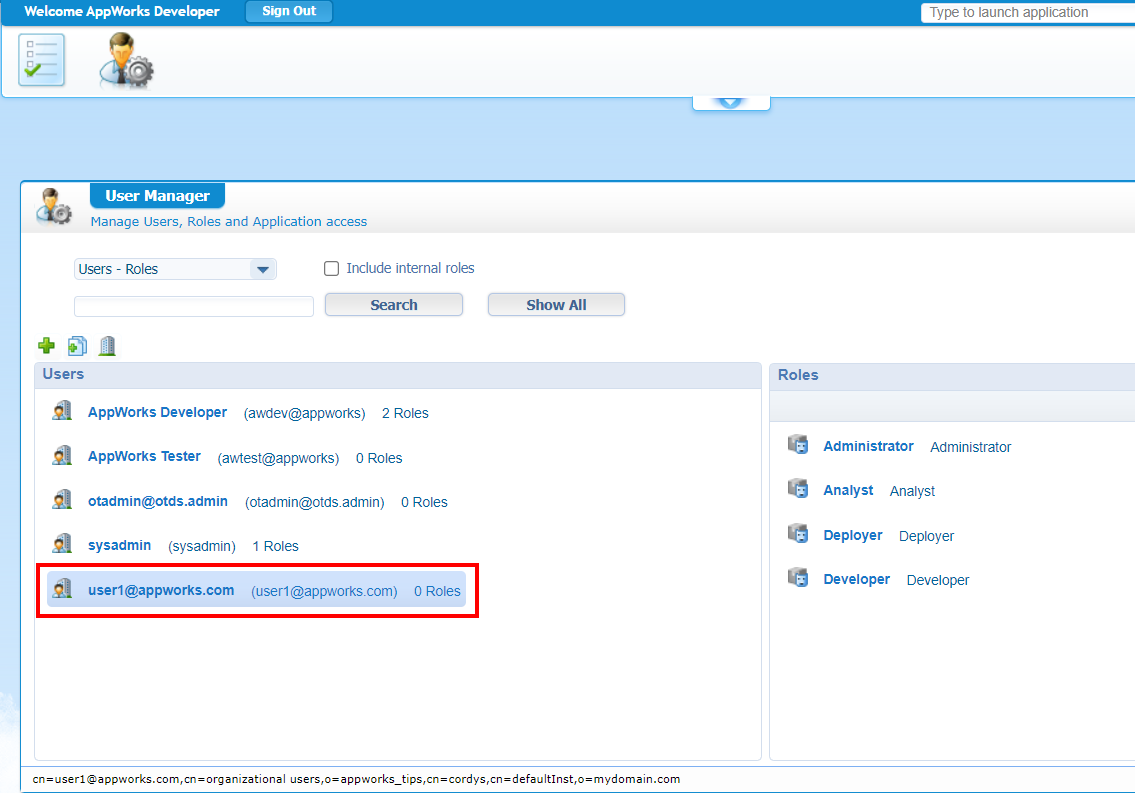 Welcome AppWorks Developer Sign Out Type to launch application
User Manager
Manage Users, Roles and Application access
Users - Roles Include internal roles
Search Show All
Users
AppWorks Developer (awdev@appworks) 2 Roles
AppWorks Tester (awtest@appworks) 0 Roles
otadmin@otds.admin (otadmin@otds.admin) 0 Roles
sysadmin (sysadmin) 1 Roles
user1@appworks.com (user1@appworks.com) 0 Roles
Roles
Administrator Administrator
Analyst Analyst
Deployer Deployer
Developer Developer
cn=user1@appworks.com,cn=organizational users,o=appworks_tips,cn=cordys,cn=defaultInst,o=mydomain.com